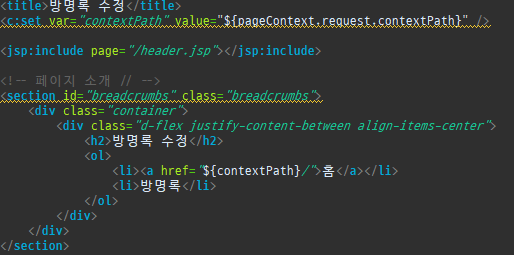 <title>방명록 수정</title>
<c:set var="contextPath" value="${pageContext.request.contextPath}" />
<jsp:include page="/header.jsp"></jsp:include>
<!-- 페이지 소개 // -->
<section id="breadcrumbs" class="breadcrumbs">
<div class="container">
<div class="d-flex justify-content-between align-items-center">
<h2>방명록 수정</h2>
<ol>
<li><a href="${contextPath}/">홈</a></li>
<li>방명록</li>
</ol>
</div>
</div>
</section>